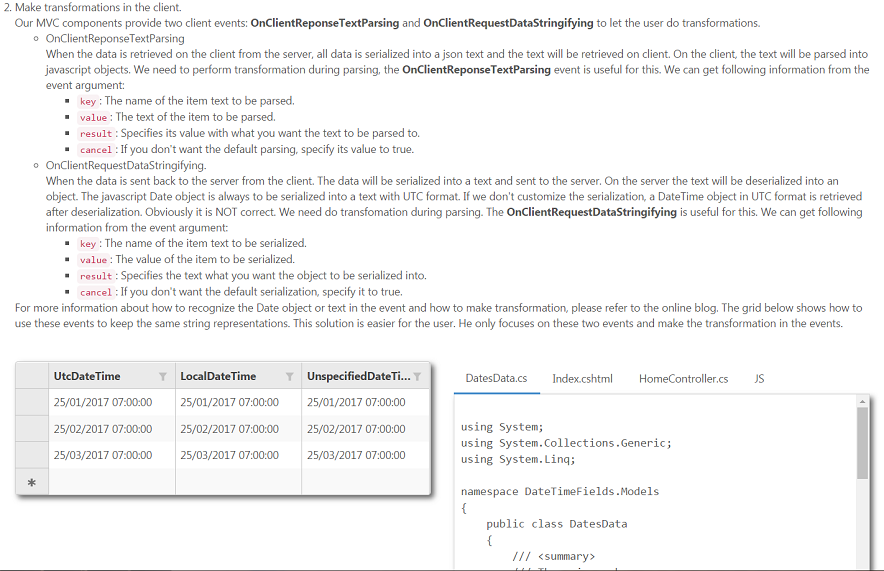 2. Make transformations in the client.
Our MVC components provide two client events: OnClientReponseTextParsing and OnClientRequestDataStringifying to let the user do transformations.
OnClientReponseTextParsing
When the data is retrieved on the client from the server, all data is serialized into a json text and the text will be retrieved on client. On the client, the text will be parsed into
javascript objects. We need to perform transformation during parsing, the OnClientReponseTextParsing event is useful for this. We can get following information from the
event argument:
key : The name of the item text to be parsed.
value : The text of the item to be parsed.
result : Specifies its value with what you want the text to be parsed to.
cancel : If you don't want the default parsing, specify its value to true.
OnClientRequestDataStringifying.
When the data is sent back to the server from the client. The data will be serialized into a text and sent to the server. On the server the text will be deserialized into an
object. The javascript Date object is always to be serialized into a text with UTC format. If we don't customize the serialization, a DateTime object in UTC format is retrieved
after deserialization. Obviously it is NOT correct. We need do transfomation during parsing. The OnClientRequestDataStringifying is useful for this. We can get following
information from the event argument:
key : The name of the item text to be serialized.
value : The value of the item to be serialized.
result : Specifies the text what you want the object to be serialized into.
cancel : If you don't want the default serialization, specify it to true.
For more information about how to recognize the Date object or text in the event and how to make transformation, please refer to the online blog. The grid below shows how to
use these events to keep the same string representations. This solution is easier for the user. He only focuses on these two events and make the transformation in the events.
UtcDateTime LocalDateTime UnspecifiedDateTi...
25/01/2017 07:00:00 25/01/2017 07:00:00 25/01/2017 07:00:00
25/02/2017 07:00:00 25/02/2017 07:00:00 25/02/2017 07:00:00
25/03/2017 07:00:00 25/03/2017 07:00:00 25/03/2017 07:00:00
*
DatesData.cs Index.cshtml HomeController.cs JS
using System;
using System.Collections.Generic;
using System.Linq;
namespace DateTimeFields.Models
{
public class DatesData
{
/// <summary>